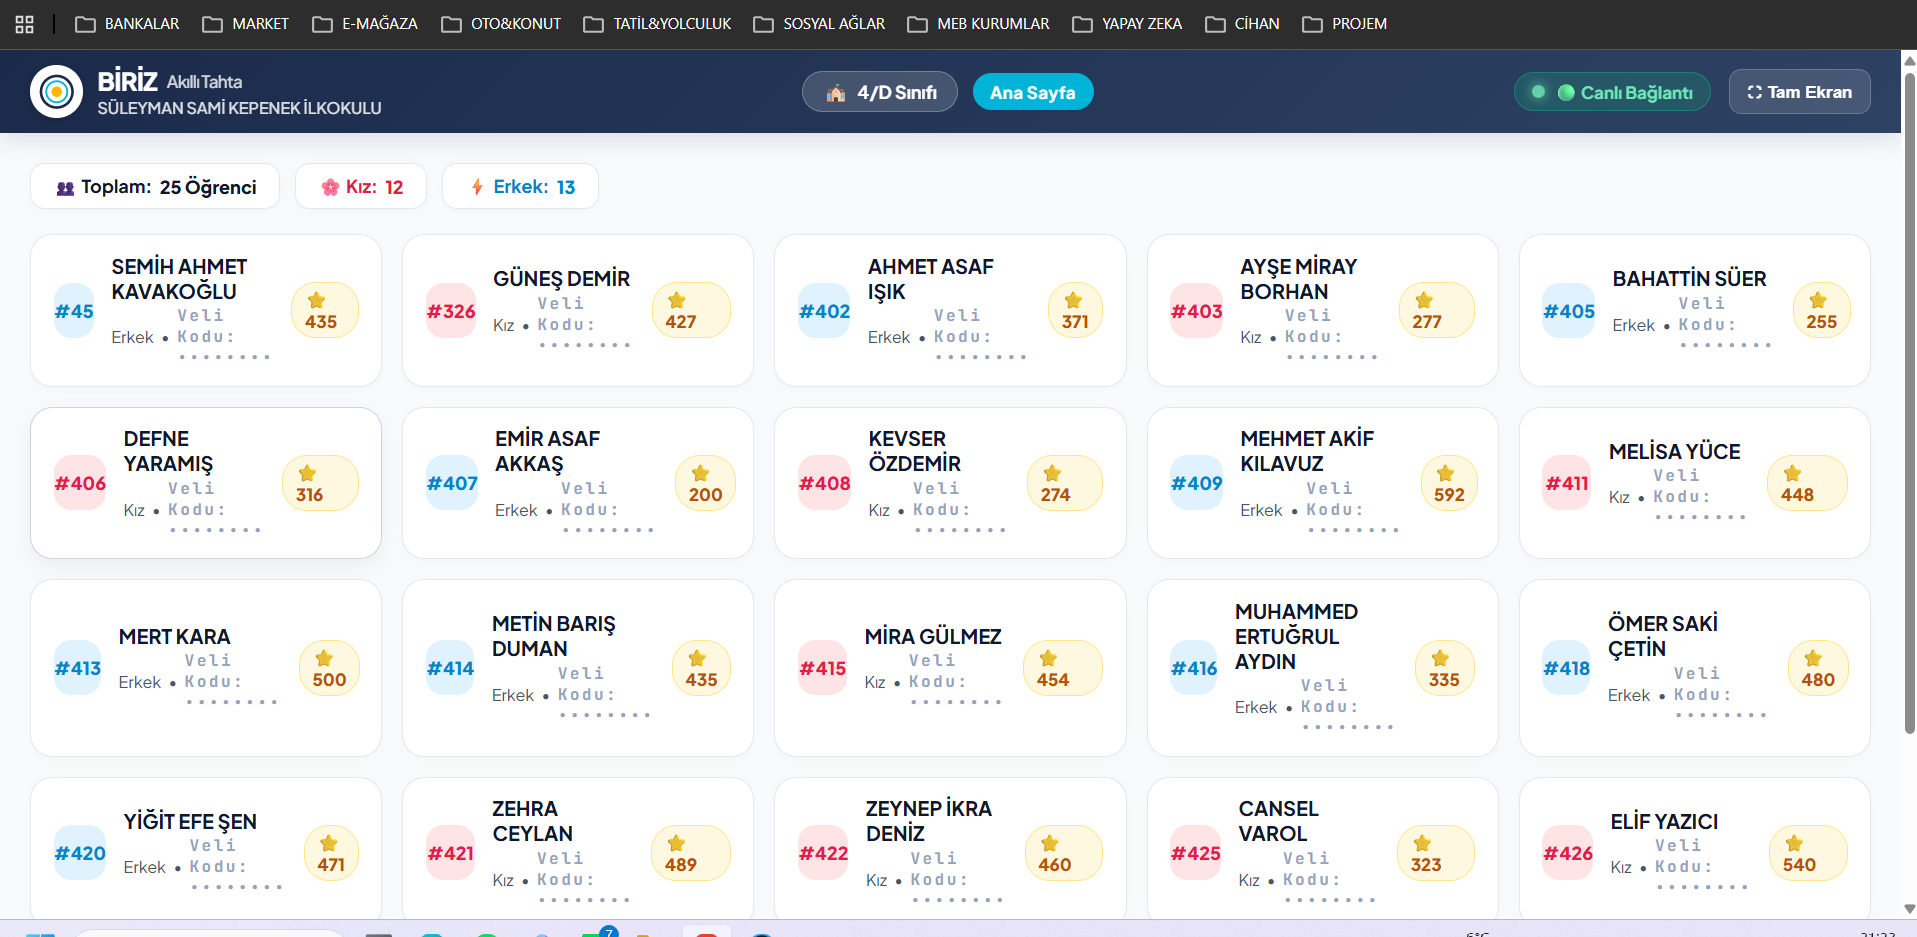 BANKALAR
MARKET
E-MAĞAZA
OTO&KONUT
TATİL&YOLCULUK
SOSYAL AĞLAR
MEB KURUMLAR
YAPAY ZEKA
CİHAN
PROJEM
BİRİZ Akıllı Tahta
SÜLEYMAN SAMİ KEPENEK İLKOKULU
4/D Sınıfı
Ana Sayfa
Canlı Bağlantı
Tam Ekran
Toplam: 25 Öğrenci
Kız: 12
Erkek: 13
#45
SEMİH AHMET
KAVAKOĞLU
Erkek • Veli
Kodu:
••••••••
435
#326
GÜNEŞ DEMİR
Kız • Veli
Kodu:
••••••••
427
#402
AHMET ASAF
IŞIK
Erkek • Veli
Kodu:
••••••••
371
#403
AYŞE MİRAY
BORHAN
Kız • Veli
Kodu:
••••••••
277
#405
BAHATTİN SÜER
Erkek • Veli
Kodu:
••••••••
255
#406
DEFNE
YARAMIŞ
Kız • Veli
Kodu:
••••••••
316
#407
EMİR ASAF
AKKAŞ
Erkek • Veli
Kodu:
••••••••
200
#408
KEVSER
ÖZDEMİR
Kız • Veli
Kodu:
••••••••
274
#409
MEHMET AKİF
KILAVUZ
Erkek • Veli
Kodu:
••••••••
592
#411
MELİSA YÜCE
Kız • Veli
Kodu:
••••••••
448
#413
MERT KARA
Erkek • Veli
Kodu:
••••••••
500
#414
METİN BARIŞ
DUMAN
Erkek • Veli
Kodu:
••••••••
435
#415
MİRA GÜLMEZ
Kız • Veli
Kodu:
••••••••
454
#416
MUHAMMED
ERTUĞRUL
AYDIN
Erkek • Veli
Kodu:
••••••••
335
#418
ÖMER SAKİ
ÇETİN
Erkek • Veli
Kodu:
••••••••
480
#420
YİĞİT EFE ŞEN
Erkek • Veli
Kodu:
••••••••
471
#421
ZEHRA
CEYLAN
Kız • Veli
Kodu:
••••••••
489
#422
ZEYNEP İKRA
DENİZ
Kız • Veli
Kodu:
••••••••
460
#425
CANSEL
VAROL
Kız • Veli
Kodu:
••••••••
323
#426
ELİF YAZICI
Kız • Veli
Kodu:
••••••••
540
7